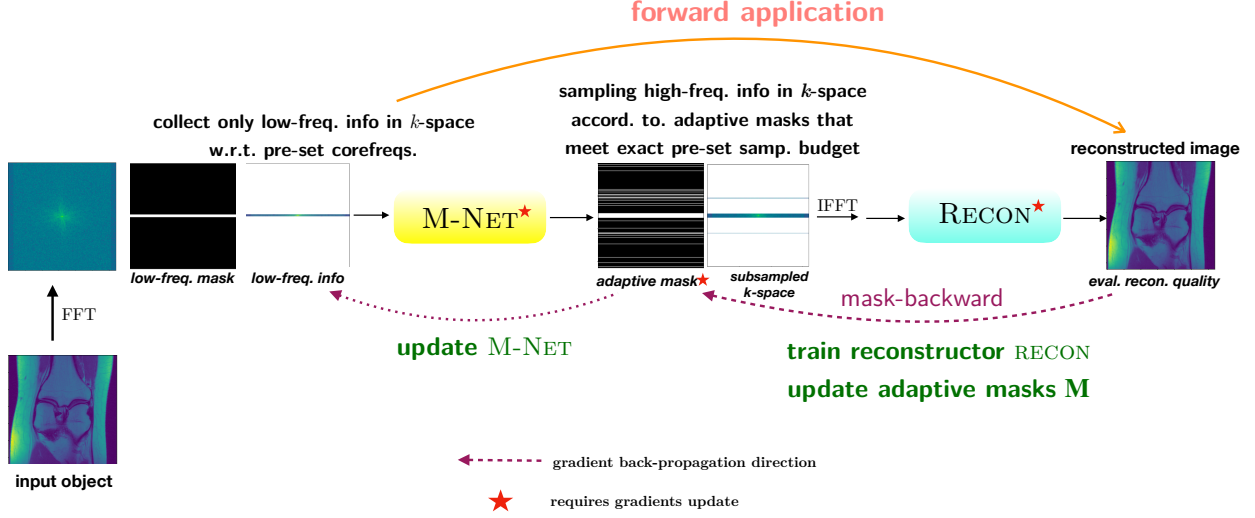 forward application
collect only low-freq. info in k-space
w.r.t. pre-set corefreqs.
sampling high-freq. info in k-space
accord. to. adaptive masks that
meet exact pre-set samp. budget
reconstructed image
M-NET
IFFT
RECON
low-freq. mask
low-freq. info
adaptive mask
subsampled
k-space
eval. recon. quality
FFT
mask-backward
update M-NET
train reconstructor RECON
update adaptive masks M
input object
gradient back-propagation direction
requires gradients update